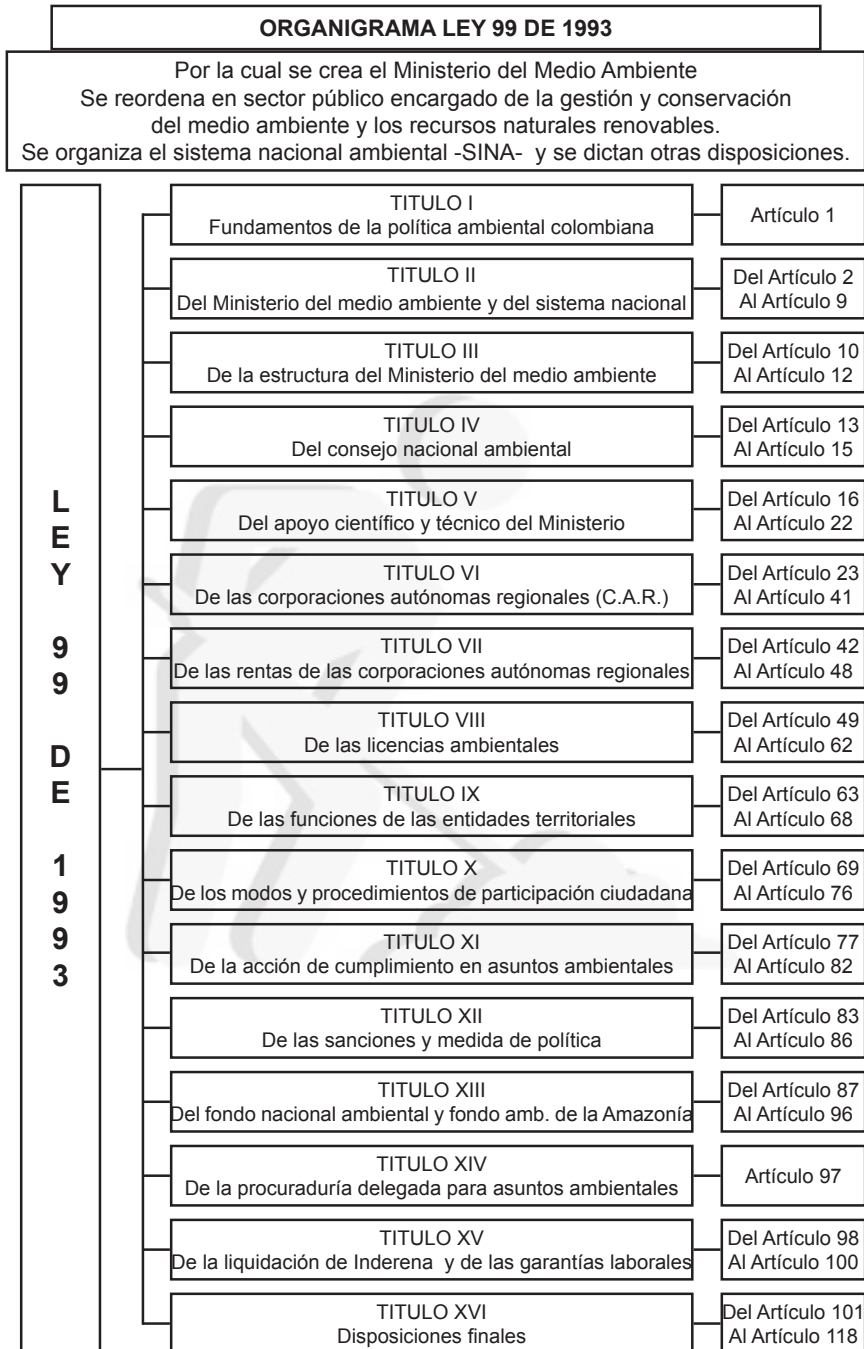 ORGANIGRAMA LEY 99 DE 1993
Por la cual se crea el Ministerio del Medio Ambiente
Se reordena en sector público encargado de la gestión y conservación
del medio ambiente y los recursos naturales renovables.
Se organiza el sistema nacional ambiental -SINA- y se dictan otras disposiciones.
LEY 99 DE 1993
TITULO I
Fundamentos de la política ambiental colombiana
Artículo 1
TITULO II
Del Ministerio del medio ambiente y del sistema nacional
Del Artículo 2
Al Artículo 9
TITULO III
De la estructura del Ministerio del medio ambiente
Del Artículo 10
Al Artículo 12
TITULO IV
Del consejo nacional ambiental
Del Artículo 13
Al Artículo 15
TITULO V
Del apoyo científico y técnico del Ministerio
Del Artículo 16
Al Artículo 22
TITULO VI
De las corporaciones autónomas regionales (C.A.R.)
Del Artículo 23
Al Artículo 41
TITULO VII
De las rentas de las corporaciones autónomas regionales
Del Artículo 42
Al Artículo 48
TITULO VIII
De las licencias ambientales
Del Artículo 49
Al Artículo 62
TITULO IX
De las funciones de las entidades territoriales
Del Artículo 63
Al Artículo 68
TITULO X
De los modos y procedimientos de participación ciudadana
Del Artículo 69
Al Artículo 76
TITULO XI
De la acción de cumplimiento en asuntos ambientales
Del Artículo 77
Al Artículo 82
TITULO XII
De las sanciones y medida de política
Del Artículo 83
Al Artículo 86
TITULO XIII
Del fondo nacional ambiental y fondo amb. de la Amazonía
Del Artículo 87
Al Artículo 96
TITULO XIV
De la procuraduría delegada para asuntos ambientales
Artículo 97
TITULO XV
De la liquidación de Inderena y de las garantías laborales
Del Artículo 98
Al Artículo 100
TITULO XVI
Disposiciones finales
Del Artículo 101
Al Artículo 118